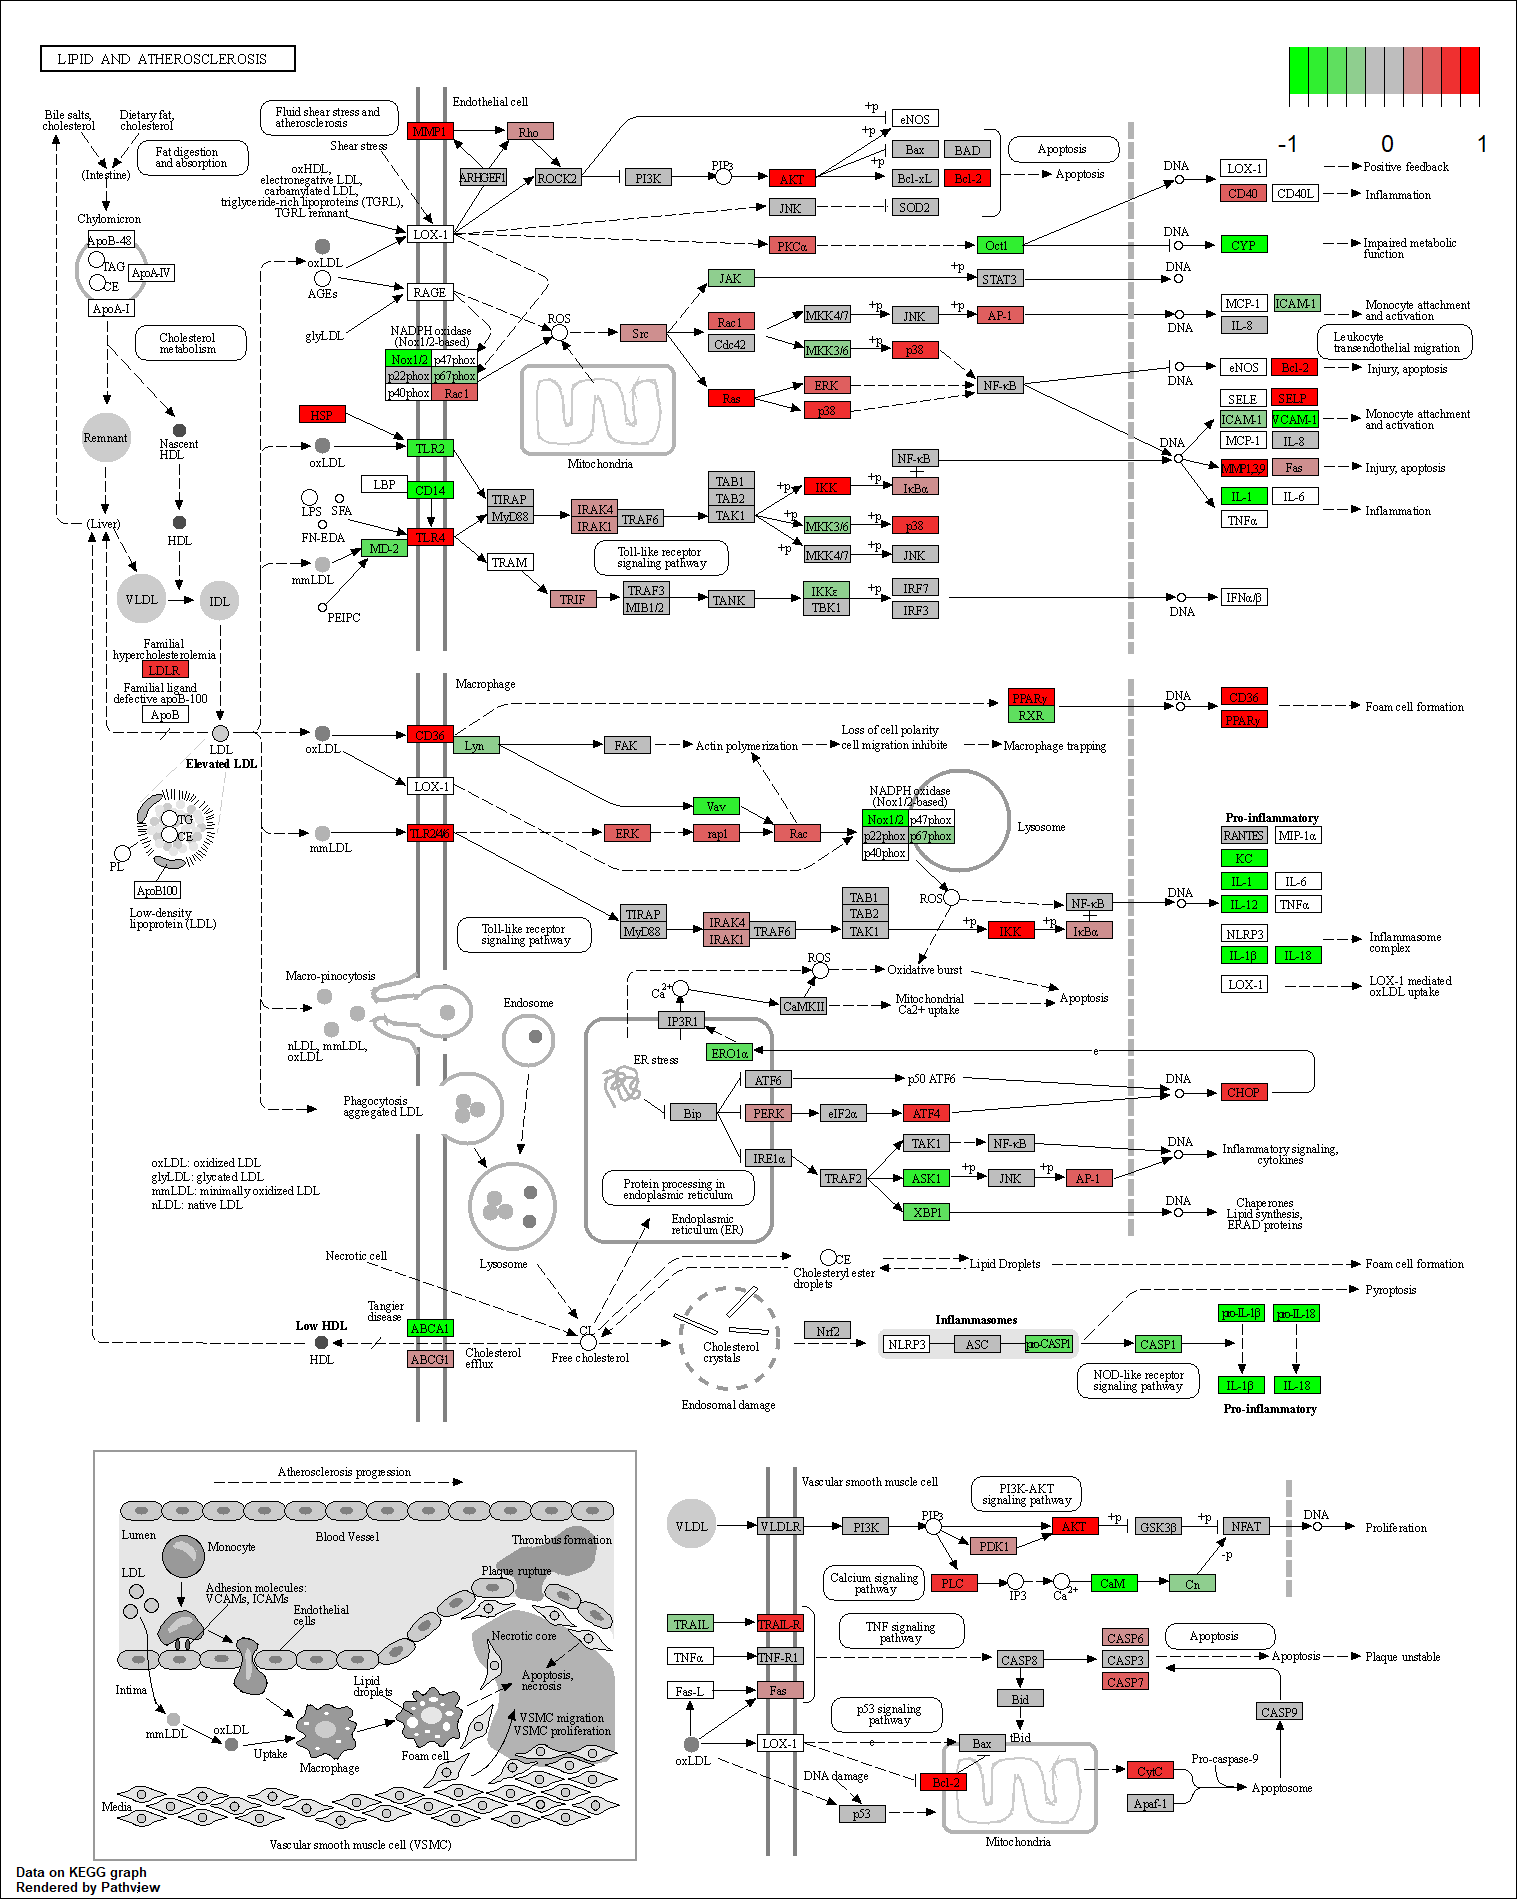 LIPID AND ATHEROSCLEROSIS
-1
0
1
Bile salts,
cholesterol
Dietary fat,
cholesterol
Fat digestion
and absorption
(Intestine)
Chylomicron
ApoB-48
TAG
CE
ApoA-IV
ApoA-I
Cholesterol
metabolism
Remnant
Nascent
HDL
(Liver)
HDL
VLDL
IDL
Familial
hypercholesterolemia
LDLR
Familial ligand
defective apoB-100
ApoB
LDL
Elevated LDL
TG
CE
PL
ApoB100
Low-density
lipoprotein (LDL)
Fluid shear stress and
atherosclerosis
Shear stress
Endothelial cell
oxHDL,
electronegative LDL,
carbamylated LDL,
triglyceride-rich lipoproteins (TGRL),
TGRL remnant
oxLDL
AGEs
glyLDL
MMP1
Rho
ARHGEF1
ROCK2
PI3K
PIP3
AKT
+p
+p
+p
eNOS
Bax
BAD
Bcl-xL
Bcl-2
SOD2
JNK
Apoptosis
Apoptosis
LOX-1
PKCα
Oct1
RAGE
NADPH oxidase
(Nox1/2-based)
Nox1/2
p47phox
p22phox
p67phox
p40phox
Rac1
ROS
Src
JAK
+p
STAT3
Rac1
Cdc42
MKK4/7
+p
JNK
+p
AP-1
MKK3/6
+p
p38
Ras
ERK
p38
NF-κB
Mitochondria
DNA
LOX-1
Positive feedback
CD40
CD40L
Inflammation
DNA
CYP
Impaired metabolic
function
DNA
MCP-1
ICAM-1
IL-8
Monocyte attachment
and activation
DNA
Leukocyte
transendothelial migration
eNOS
Bcl-2
Injury, apoptosis
DNA
SELE
SELP
ICAM-1
VCAM-1
Monocyte attachment
and activation
MCP-1
IL-8
DNA
MMP1,3,9
Fas
Injury, apoptosis
IL-1
IL-6
Inflammation
TNFα
HSP
oxLDL
TLR2
LBP
CD14
LPS
SFA
FN-EDA
TLR4
MD-2
mmLDL
PEIPC
TIRAP
MyD88
IRAK4
IRAK1
TRAF6
TAB1
TAB2
TAK1
IKK
+p
NF-κB
IκBα
+p
MKK3/6
+p
p38
+p
MKK4/7
+p
JNK
Toll-like receptor
signaling pathway
TRAM
TRIF
TRAF3
MIB1/2
TANK
IKKε
TBK1
+p
IRF7
IRF3
DNA
IFNα/β
Macrophage
oxLDL
CD36
Lyn
FAK
Actin polymerization
Loss of cell polarity
cell migration inhibite
Macrophage trapping
PPARγ
RXR
DNA
CD36
PPARγ
Foam cell formation
LOX-1
Vav
mmLDL
TLR2/4/6
ERK
rap1
Rac
NADPH oxidase
(Nox1/2-based)
Nox1/2
p47phox
p22phox
p67phox
p40phox
Lysosome
ROS
Toll-like receptor
signaling pathway
TIRAP
MyD88
IRAK4
IRAK1
TRAF6
TAB1
TAB2
TAK1
+p
IKK
+p
NF-κB
IκBα
DNA
Pro-inflammatory
RANTES
MIP-1α
KC
IL-1
IL-6
IL-12
TNFα
NLRP3
IL-1β
IL-18
Inflammasome
complex
LOX-1
LOX-1 mediated
oxLDL uptake
Macro-pinocytosis
nLDL, mmLDL,
oxLDL
Endosome
Phagocytosis
aggregated LDL
Lysosome
ROS
Oxidative burst
Ca2+
CaMKII
Mitochondrial
Ca2+ uptake
Apoptosis
IP3R1
ER stress
ERO1α
e
Bip
ATF6
p50 ATF6
PERK
eIF2α
ATF4
IRE1α
TRAF2
DNA
CHOP
TAK1
NF-κB
ASK1
+p
JNK
+p
AP-1
XBP1
DNA
Inflammatory signaling,
cytokines
DNA
Chaperones
Lipid synthesis,
ERAD proteins
Protein processing in
endoplasmic reticulum
Endoplasmic
reticulum (ER)
oxLDL: oxidized LDL
glyLDL: glycated LDL
mmLDL: minimally oxidized LDL
nLDL: native LDL
Necrotic cell
Tangier
disease
Low HDL
HDL
ABCA1
ABCG1
Cholesterol
efflux
CL
Free cholesterol
CE
Cholesteryl ester
droplets
Lipid Droplets
Foam cell formation
Pyroptosis
Cholesterol
crystals
Endosomal damage
Nrf2
Inflammasomes
NLRP3
ASC
pro-CASP1
CASP1
NOD-like receptor
signaling pathway
pro-IL-1β
pro-IL-18
IL-1β
IL-18
Pro-inflammatory
Atherosclerosis progression
Lumen
Blood Vessel
Thrombus formation
Monocyte
Plaque rupture
LDL
Adhesion molecules:
VCAMs, ICAMs
Endothelial
cells
Necrotic core
Intima
Lipid
droplets
Apoptosis,
necrosis
mmLDL
oxLDL
VSMC migration
VSMC proliferation
Uptake
Macrophage
Foam cell
Media
Vascular smooth muscle cell (VSMC)
Vascular smooth muscle cell
PI3K-AKT
signaling pathway
VLDL
VLDLR
PI3K
PIP3
PDK1
AKT
+p
GSK3β
+p
NFAT
DNA
Proliferation
-p
Calcium signaling
pathway
PLC
IP3
Ca2+
CaM
Cn
TRAIL
TRAIL-R
TNFα
TNF-R1
Fas-L
Fas
TNF signaling
pathway
CASP8
CASP6
CASP3
CASP7
Apoptosis
Apoptosis
Plaque unstable
Bid
tBid
CASP9
p53 signaling
pathway
oxLDL
LOX-1
e
Bax
Bcl-2
DNA damage
p53
Mitochondria
CytC
Apaf-1
Pro-caspase-9
Apoptosome
Data on KEGG graph
Rendered by Pathview